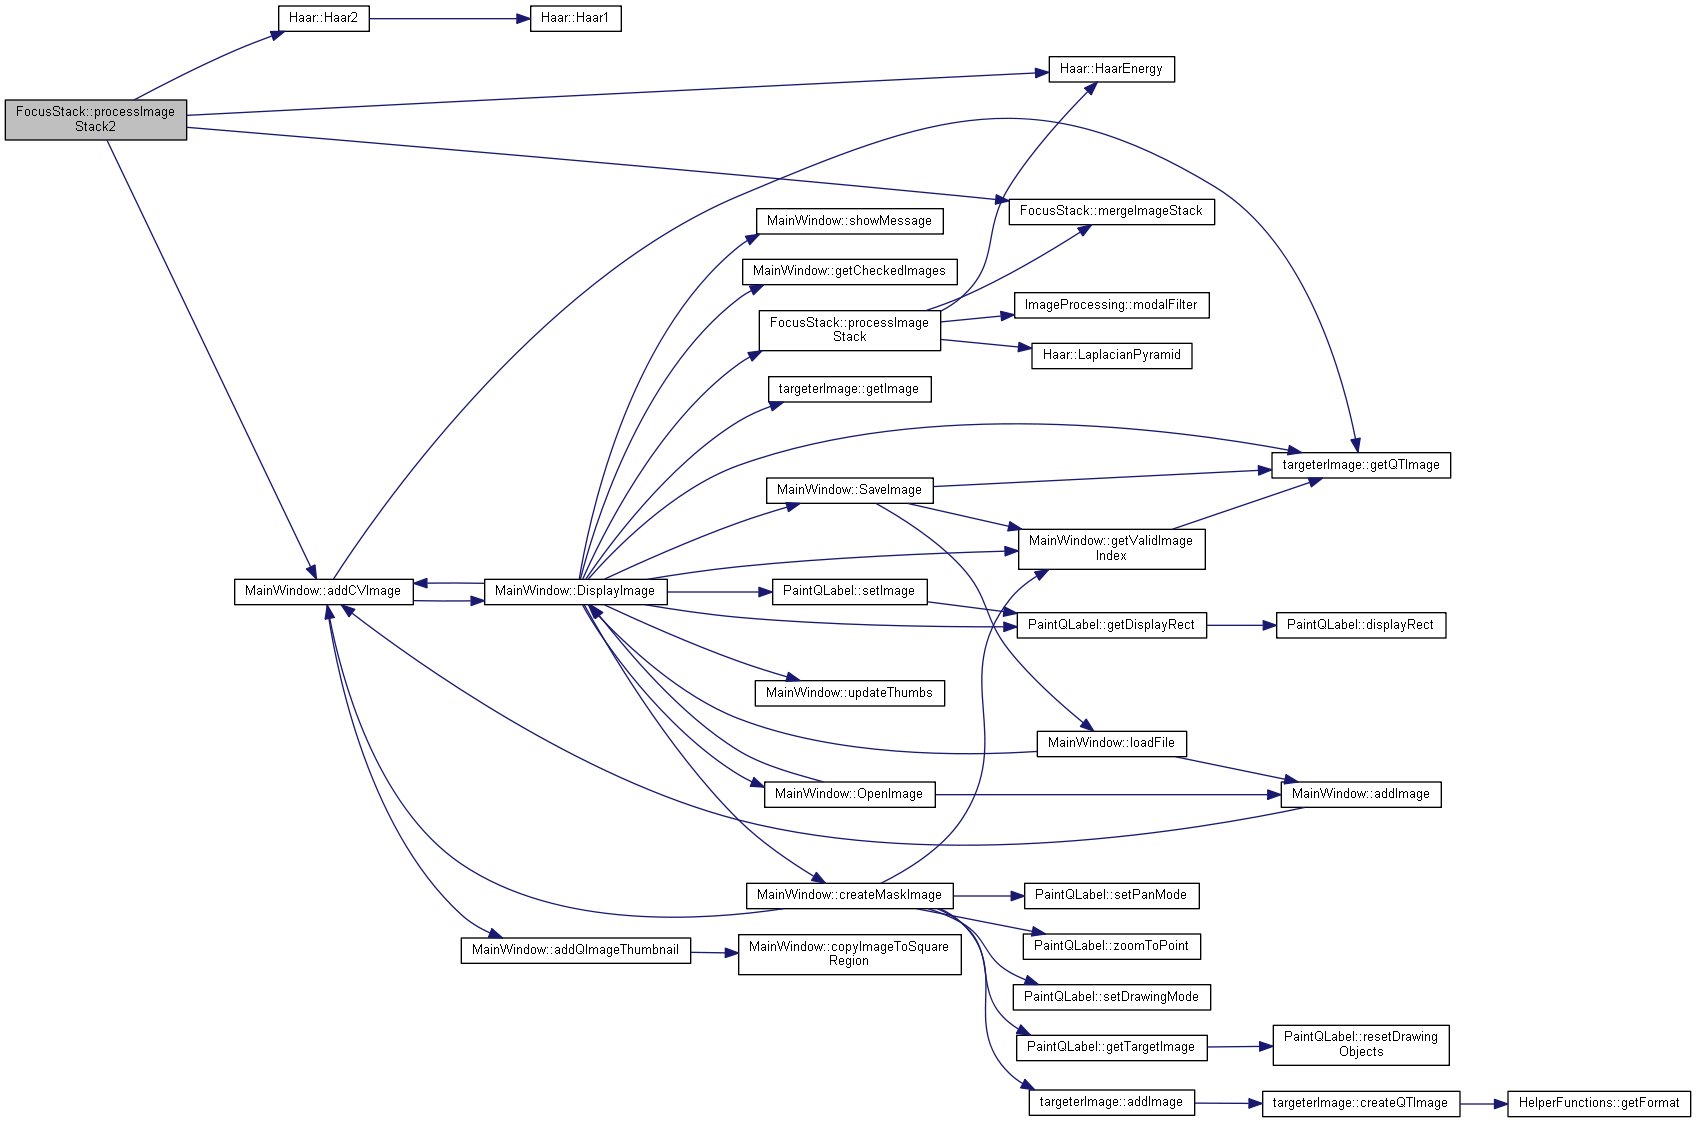 Haar::Haar2
Haar::Haar1
Haar::HaarEnergy
FocusStack::processImage
Stack2
FocusStack::mergeImageStack
MainWindow::showMessage
MainWindow::getCheckedImages
ImageProcessing::modalFilter
FocusStack::processImage
Stack
Haar::LaplacianPyramid
targeterImage::getImage
targeterImage::getQTImage
MainWindow::SaveImage
MainWindow::getValidImage
Index
MainWindow::addCVImage
MainWindow::DisplayImage
PaintQLabel::setImage
PaintQLabel::getDisplayRect
PaintQLabel::displayRect
MainWindow::updateThumbs
MainWindow::loadFile
MainWindow::OpenImage
MainWindow::addImage
MainWindow::createMaskImage
PaintQLabel::setPanMode
MainWindow::addQImageThumbnail
MainWindow::copyImageToSquare
Region
PaintQLabel::zoomToPoint
PaintQLabel::setDrawingMode
PaintQLabel::getTargetImage
PaintQLabel::resetDrawing
Objects
targeterImage::addImage
targeterImage::createQTImage
HelperFunctions::getFormat